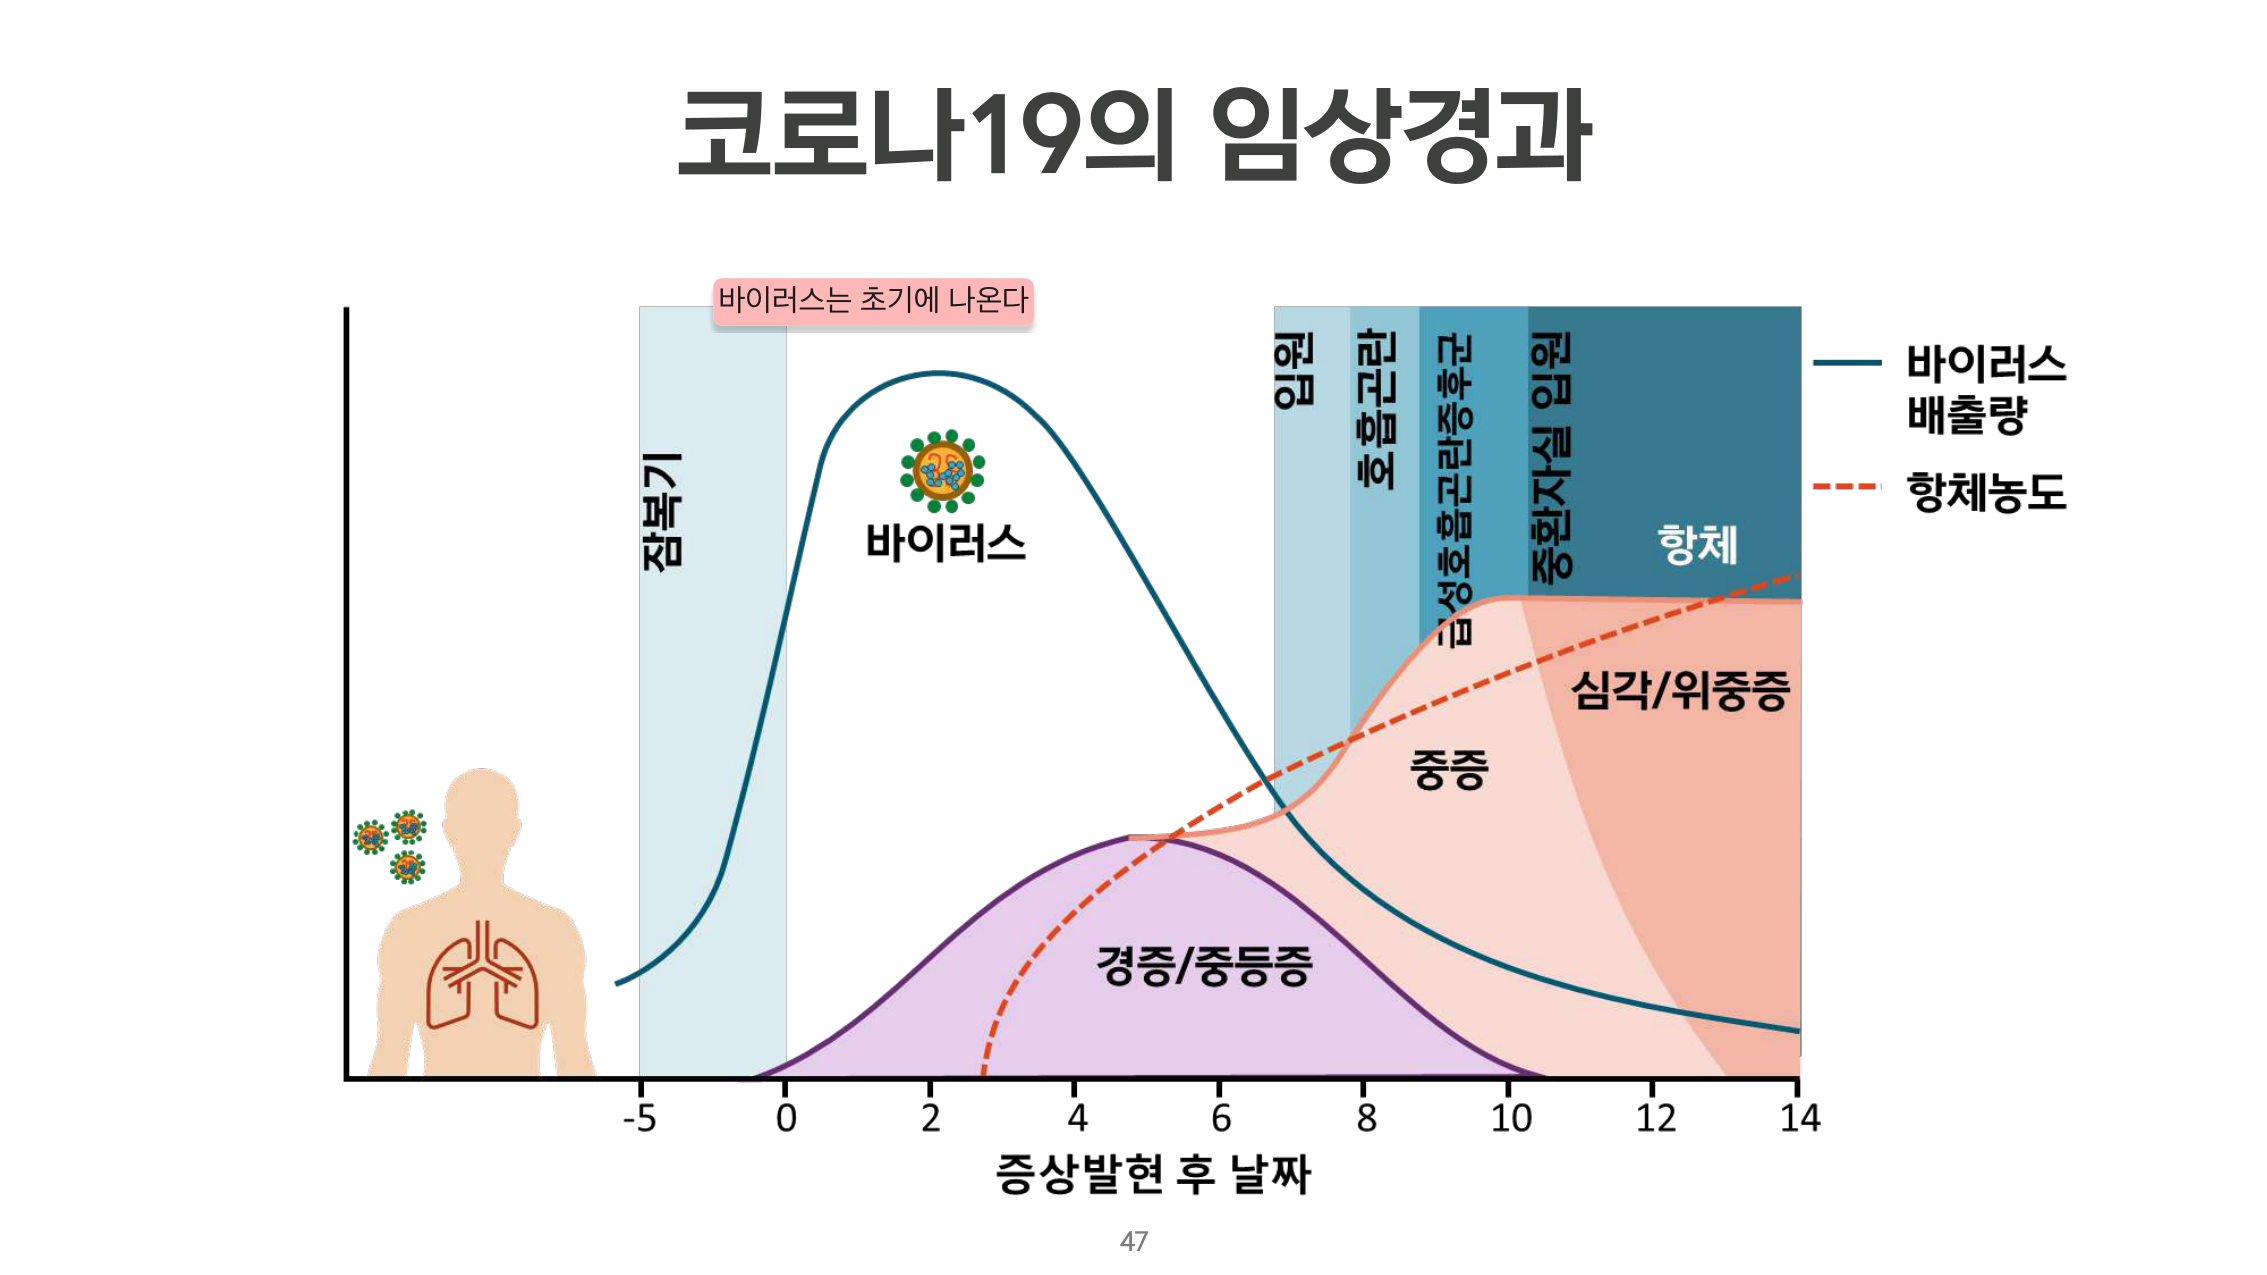 코로나19의 임상경과
바이러스는 초기에 나온다
잠복기
바이러스
입원
호흡곤란
급성호흡곤란증후군
중환자실 입원
항체
바이러스
배출량
항체농도
심각/위중증
중증
경증/중등증
-5 0 2 4 6 8 10 12 14
증상발현 후 날짜
47